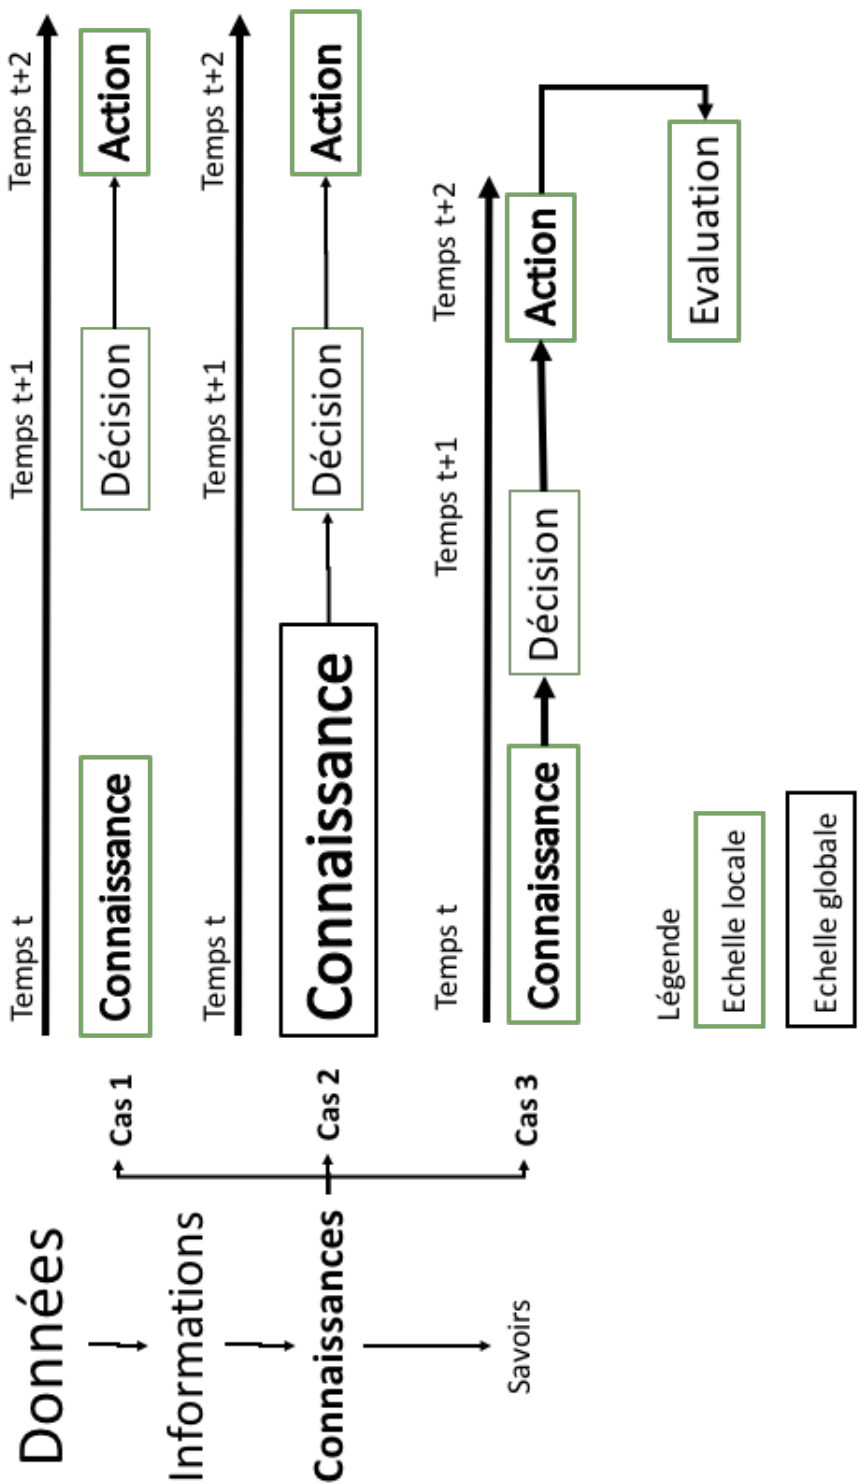 Données
Informations
Connaissances
Savoirs
Cas 1
Temps t
Temps t+1
Temps t+2
Connaissance
Décision
Action
Cas 2
Temps t
Temps t+1
Temps t+2
Connaissance
Décision
Action
Cas 3
Temps t
Temps t+1
Temps t+2
Connaissance
Décision
Action
Evaluation
Légende
Echelle locale
Echelle globale